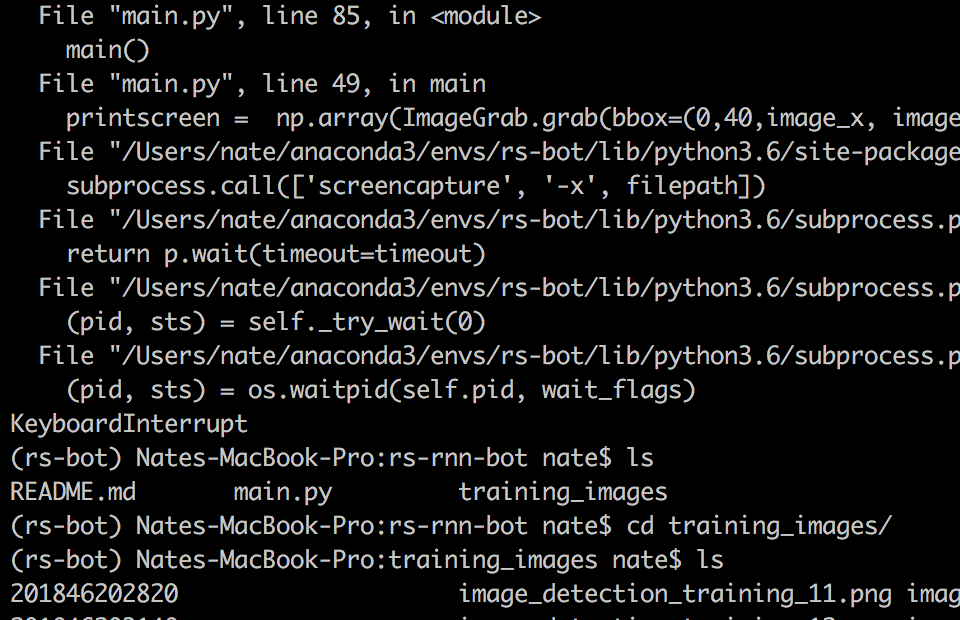 File "main.py", line 85, in <module>
main()
File "main.py", line 49, in main
printscreen =  np.array(ImageGrab.grab(bbox=(0,40,image_x, image
File "/Users/nate/anaconda3/envs/rs-bot/lib/python3.6/site-package
subprocess.call(['screencapture', '-x', filepath])
File "/Users/nate/anaconda3/envs/rs-bot/lib/python3.6/subprocess.p
return p.wait(timeout=timeout)
File "/Users/nate/anaconda3/envs/rs-bot/lib/python3.6/subprocess.p
(pid, sts) = self._try_wait(0)
File "/Users/nate/anaconda3/envs/rs-bot/lib/python3.6/subprocess.p
(pid, sts) = os.waitpid(self.pid, wait_flags)
KeyboardInterrupt
(rs-bot) Nates-MacBook-Pro:rs-rnn-bot nate$ ls
README.md main.py training_images
(rs-bot) Nates-MacBook-Pro:rs-rnn-bot nate$ cd training_images/
(rs-bot) Nates-MacBook-Pro:training_images nate$ ls
201846202820 image_detection_training_11.png imag